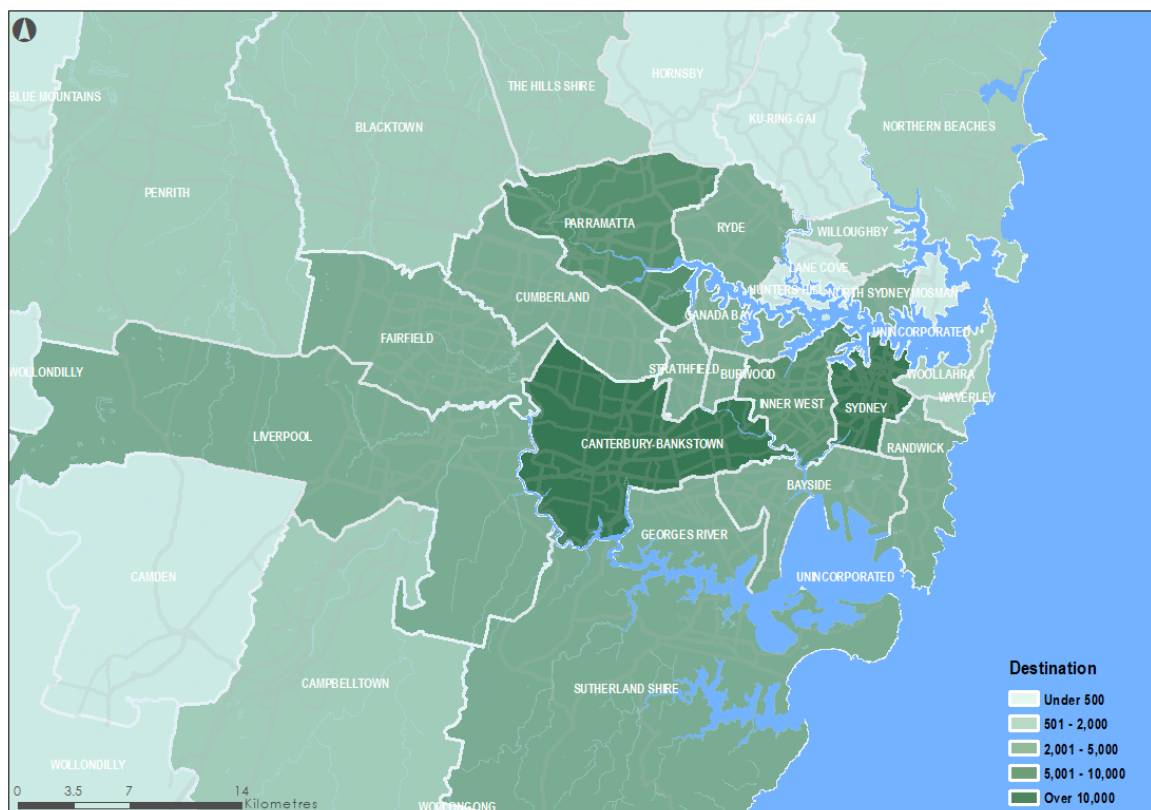 HORNSBY
THE HILLS SHIRE
BLUE MOUNTAINS
KU-RING-GAI
BLACKTOWN
NORTHERN BEACHES
PENRITH
PARRAMATTA
RYDE
WILLOUGHBY
LANE COVE
HUNTERS HILL
NORTH SYDNEY
MOSMAN
CUMBERLAND
CANADA BAY
UNINCORPORATED
FAIRFIELD
STRATHFIELD
BURWOOD
WOOLLAHRA
WOLLONDILLY
WAVERLEY
INNER WEST
SYDNEY
LIVERPOOL
CANTERBURY-BANKSTOWN
RANDWICK
BAYSIDE
GEORGES RIVER
CAMDEN
UNINCORPORATED
CAMPBELLTOWN
SUTHERLAND SHIRE
WOLLONDILLY
WOLLONGONG
Destination
Under 500
501 - 2,000
2,001 - 5,000
5,001 - 10,000
Over 10,000
0 3.5 7 14
Kilometres